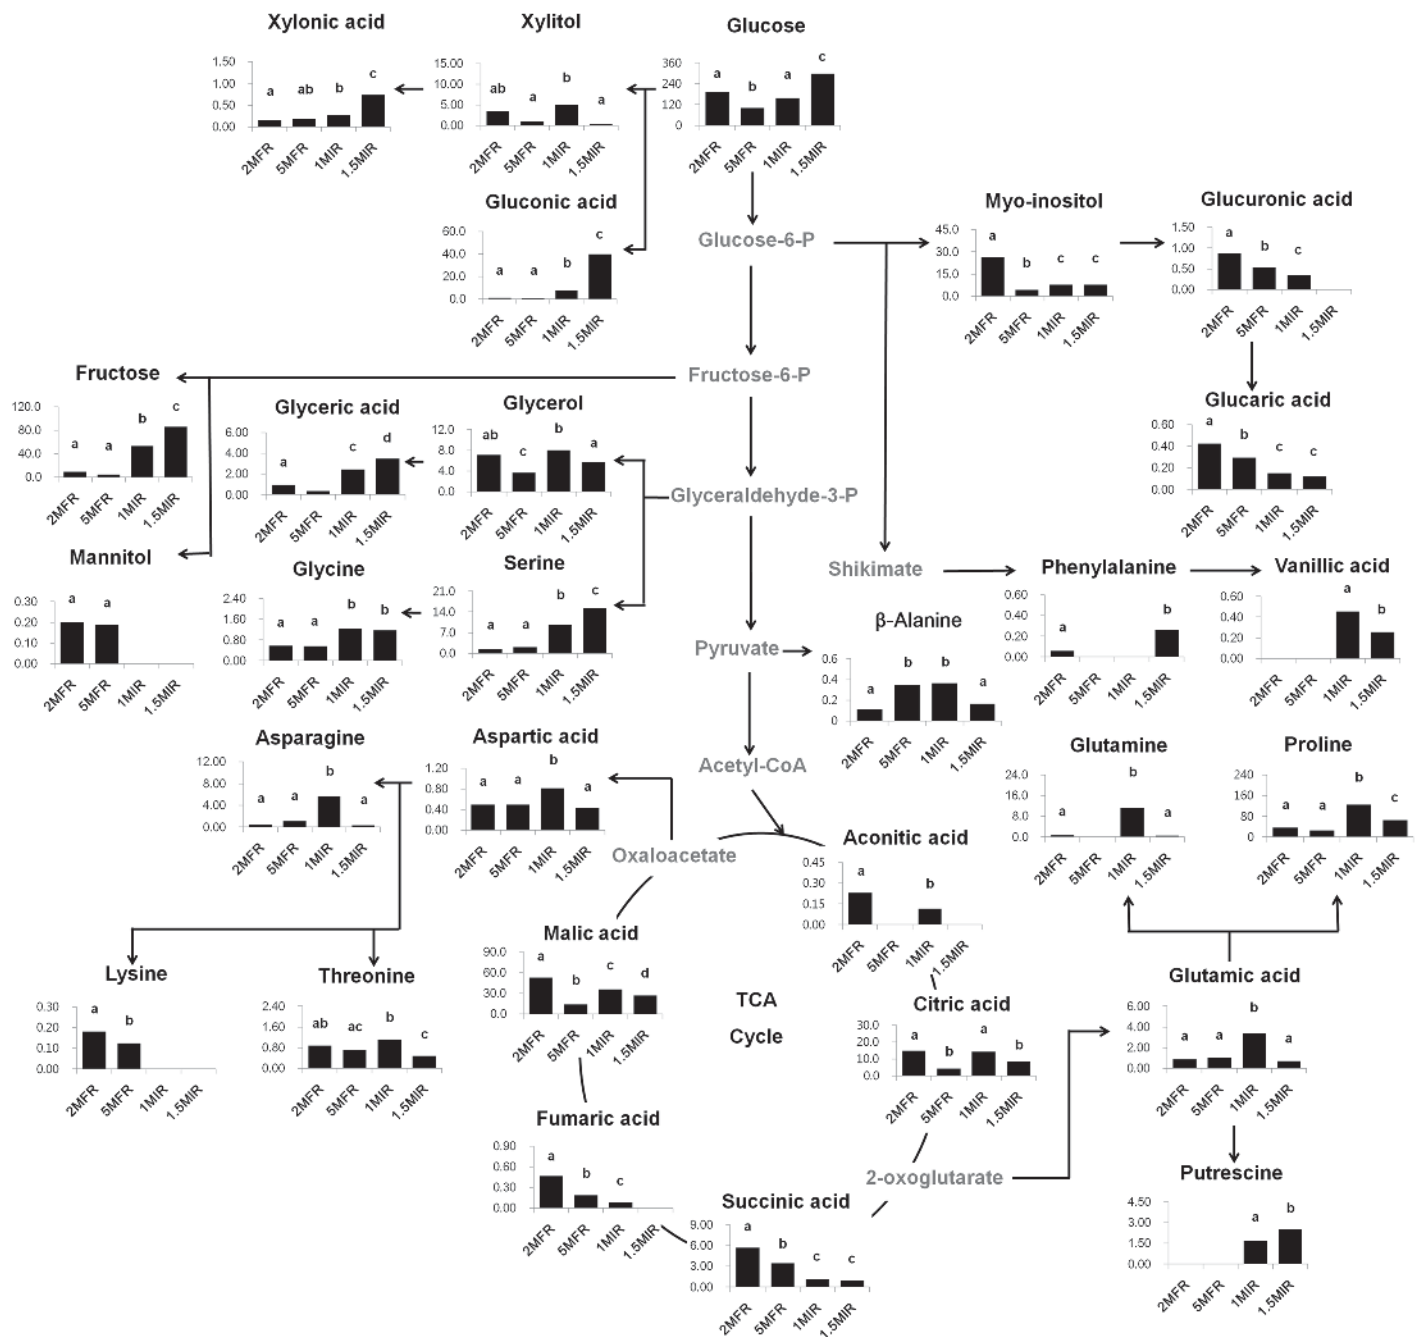 Xylonic acid
1.50
1.00
0.50
0.00
a ab b c
2MFR 5MFR 1MIR 1.5MIR
Xylitol
15.00
10.00
5.00
0.00
ab a b a
2MFR 5MFR 1MIR 1.5MIR
Glucose
360
240
120
0
a b a c
2MFR 5MFR 1MIR 1.5MIR
Gluconic acid
60.0
40.0
20.0
0.0
a a b c
2MFR 5MFR 1MIR 1.5MIR
Glucose-6-P
Myo-inositol
45.0
30.0
15.0
0.0
a b c c
2MFR 5MFR 1MIR 1.5MIR
Glucuronic acid
1.50
1.00
0.50
0.00
a b c
2MFR 5MFR 1MIR 1.5MIR
Fructose
120.0
80.0
40.0
0.0
a a b c
2MFR 5MFR 1MIR 1.5MIR
Glyceric acid
6.00
4.00
2.00
0.00
a c d
2MFR 5MFR 1MIR 1.5MIR
Glycerol
12.0
8.0
4.0
0.0
ab c b a
2MFR 5MFR 1MIR 1.5MIR
Fructose-6-P
Glucaric acid
0.60
0.40
0.20
0.00
a b c c
2MFR 5MFR 1MIR 1.5MIR
Glyceraldehyde-3-P
Mannitol
0.30
0.20
0.10
0.00
a a
2MFR 5MFR 1MIR 1.5MIR
Glycine
2.40
1.60
0.80
0.00
a a b b
2MFR 5MFR 1MIR 1.5MIR
Serine
21.0
14.0
7.0
0.0
a a b c
2MFR 5MFR 1MIR 1.5MIR
Shikimate
Phenylalanine
0.60
0.40
0.20
0.00
a b
2MFR 5MFR 1MIR 1.5MIR
Vanillic acid
0.60
0.40
0.20
0.00
a b
2MFR 5MFR 1MIR 1.5MIR
Pyruvate
β-Alanine
0.6
0.4
0.2
0
a b b a
2MFR 5MFR 1MIR 1.5MIR
Asparagine
12.00
8.00
4.00
0.00
a a b a
2MFR 5MFR 1MIR 1.5MIR
Aspartic acid
1.20
0.80
0.40
0.00
a a b a
2MFR 5MFR 1MIR 1.5MIR
Acetyl-CoA
Glutamine
24.0
16.0
8.0
0.0
a b a
2MFR 5MFR 1MIR 1.5MIR
Proline
240
160
80
0
a a b c
2MFR 5MFR 1MIR 1.5MIR
Oxaloacetate
Aconitic acid
0.45
0.30
0.15
0.00
a b
2MFR 5MFR 1MIR 1.5MIR
Malic acid
90.0
60.0
30.0
0.0
a b c d
2MFR 5MFR 1MIR 1.5MIR
Lysine
0.30
0.20
0.10
0.00
a b
2MFR 5MFR 1MIR 1.5MIR
Threonine
2.40
1.60
0.80
0.00
ab ac b c
2MFR 5MFR 1MIR 1.5MIR
TCA
Cycle
Citric acid
30.0
20.0
10.0
0.0
a b a b
2MFR 5MFR 1MIR 1.5MIR
Glutamic acid
6.00
4.00
2.00
0.00
a a b a
2MFR 5MFR 1MIR 1.5MIR
Fumaric acid
0.90
0.60
0.30
0.00
a b c
2MFR 5MFR 1MIR 1.5MIR
2-oxoglutarate
Succinic acid
9.00
6.00
3.00
0.00
a b c c
2MFR 5MFR 1MIR 1.5MIR
Putrescine
4.50
3.00
1.50
0.00
a b
2MFR 5MFR 1MIR 1.5MIR